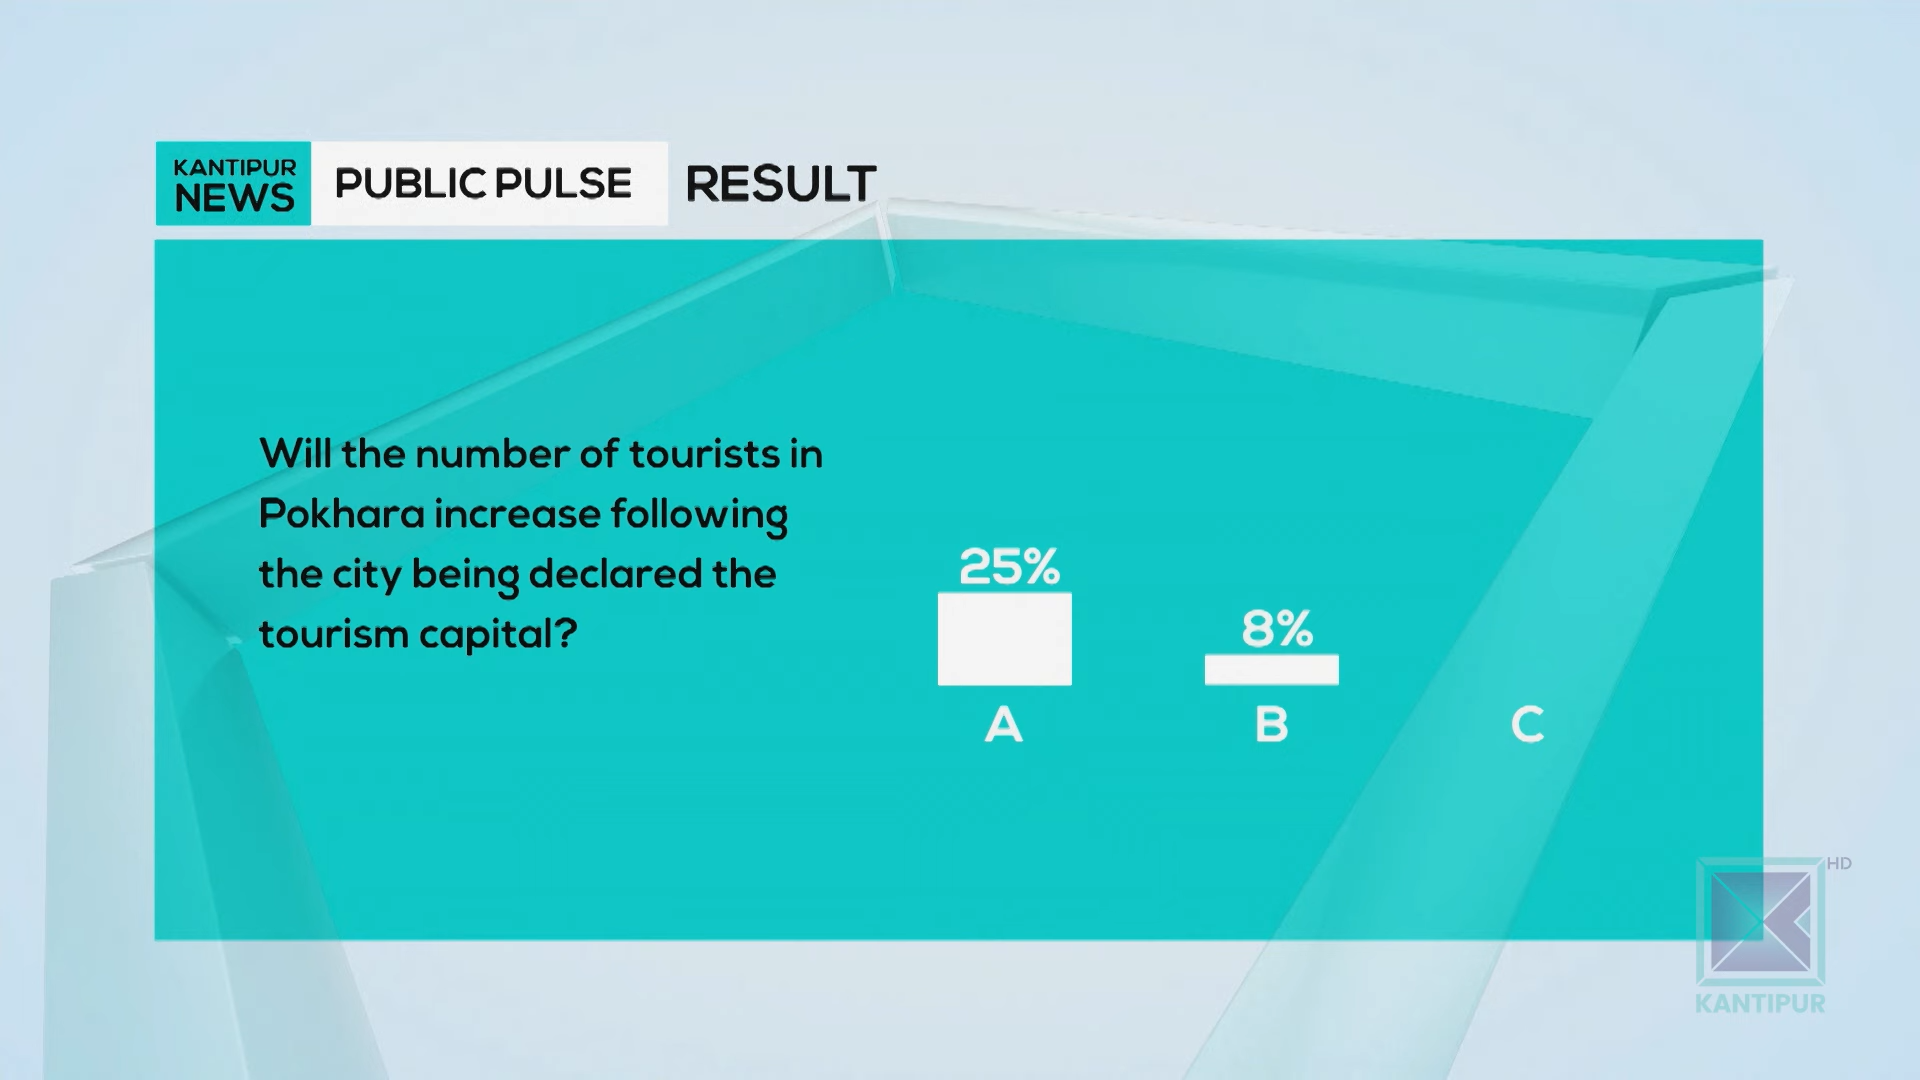 KANTIPUR
NEWS
PUBLIC PULSE
RESULT
Will the number of tourists in
Pokhara increase following
the city being declared the
tourism capital?
25%
8%
A
B
C
HD
KANTIPUR